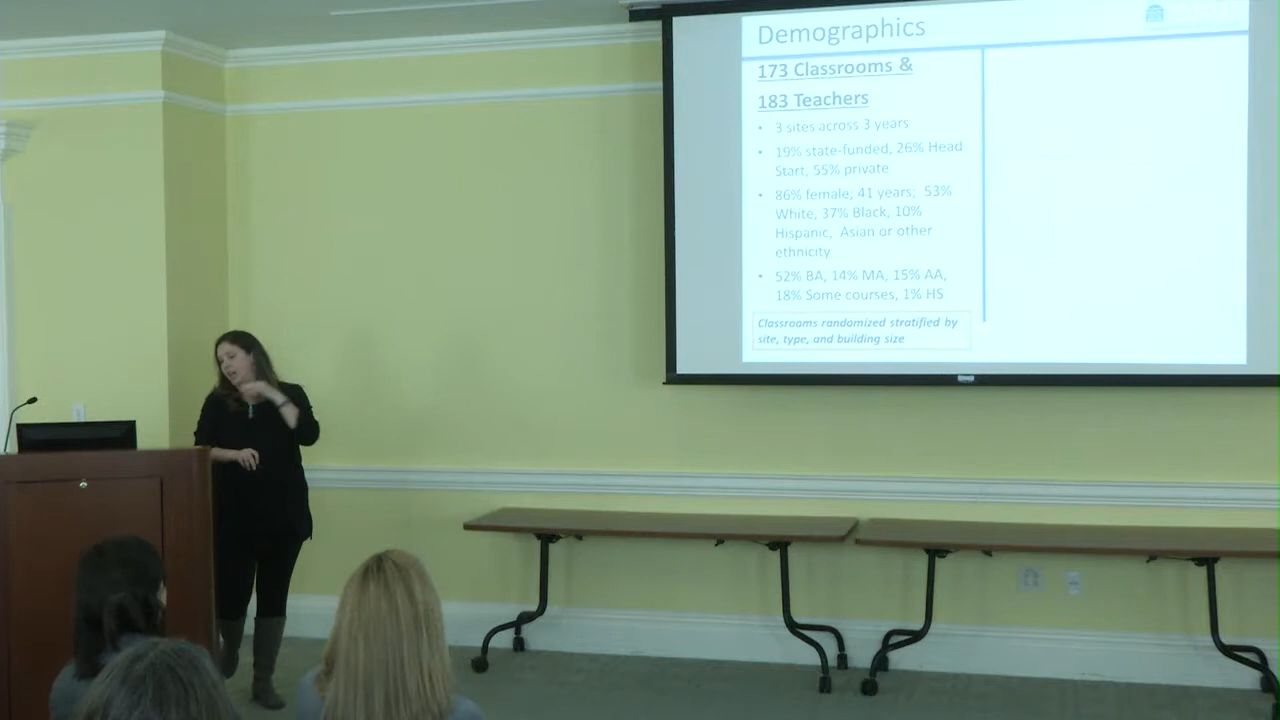 Demographics
173 Classrooms &
183 Teachers
• 3 sites across 3 years
• 19% state-funded, 26% Head
Start, 55% private
• 86% female; 41 years; 53%
White, 37% Black, 10%
Hispanic, Asian or other
ethnicity
• 52% BA, 14% MA, 15% AA,
18% Some courses, 1% HS
Classrooms randomized stratified by
site, type, and building size